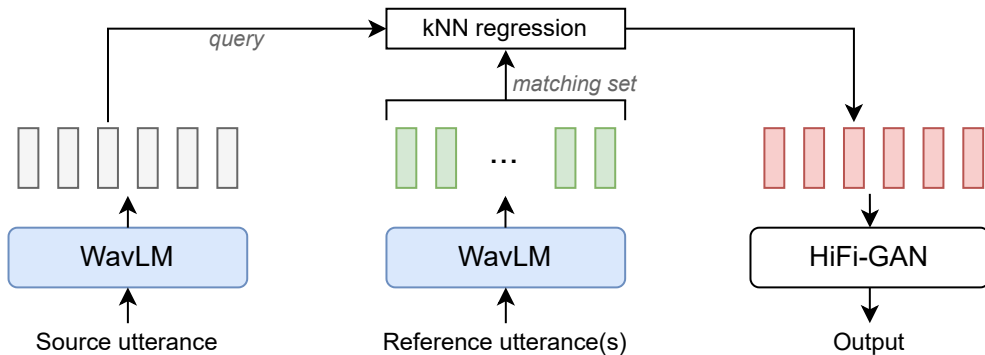 kNN regression
query
matching set
...
WavLM
WavLM
HiFi-GAN
Source utterance
Reference utterance(s)
Output